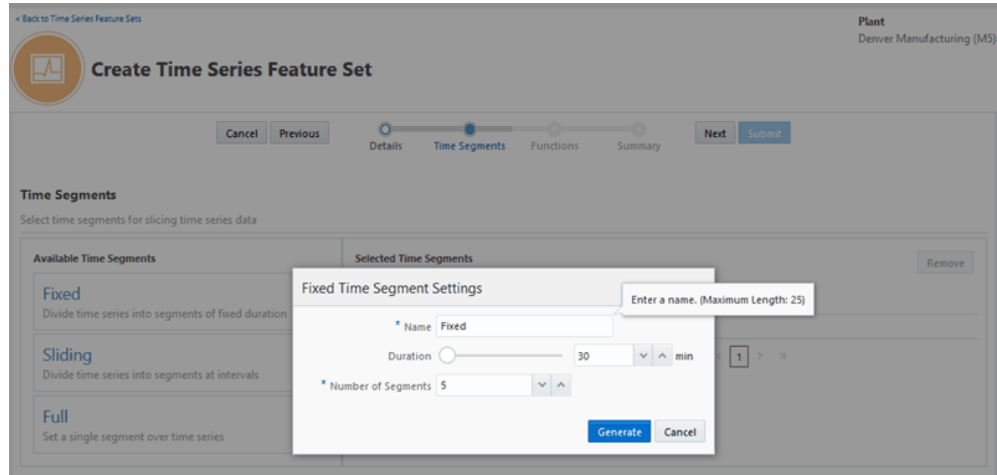 < Back to Time Series Feature Sets
Plant
Denver Manufacturing (M5)
Create Time Series Feature Set
Cancel Previous Details Time Segments Functions Summary Next Submit
Time Segments
Select time segments for slicing time series data
Available Time Segments
Fixed
Divide time series into segments of fixed duration
Sliding
Divide time series into segments at intervals
Full
Set a single segment over time series
Selected Time Segments
Remove
1
Fixed Time Segment Settings
Enter a name. (Maximum Length: 25)
* Name Fixed
Duration 30 min
* Number of Segments 5
Generate Cancel